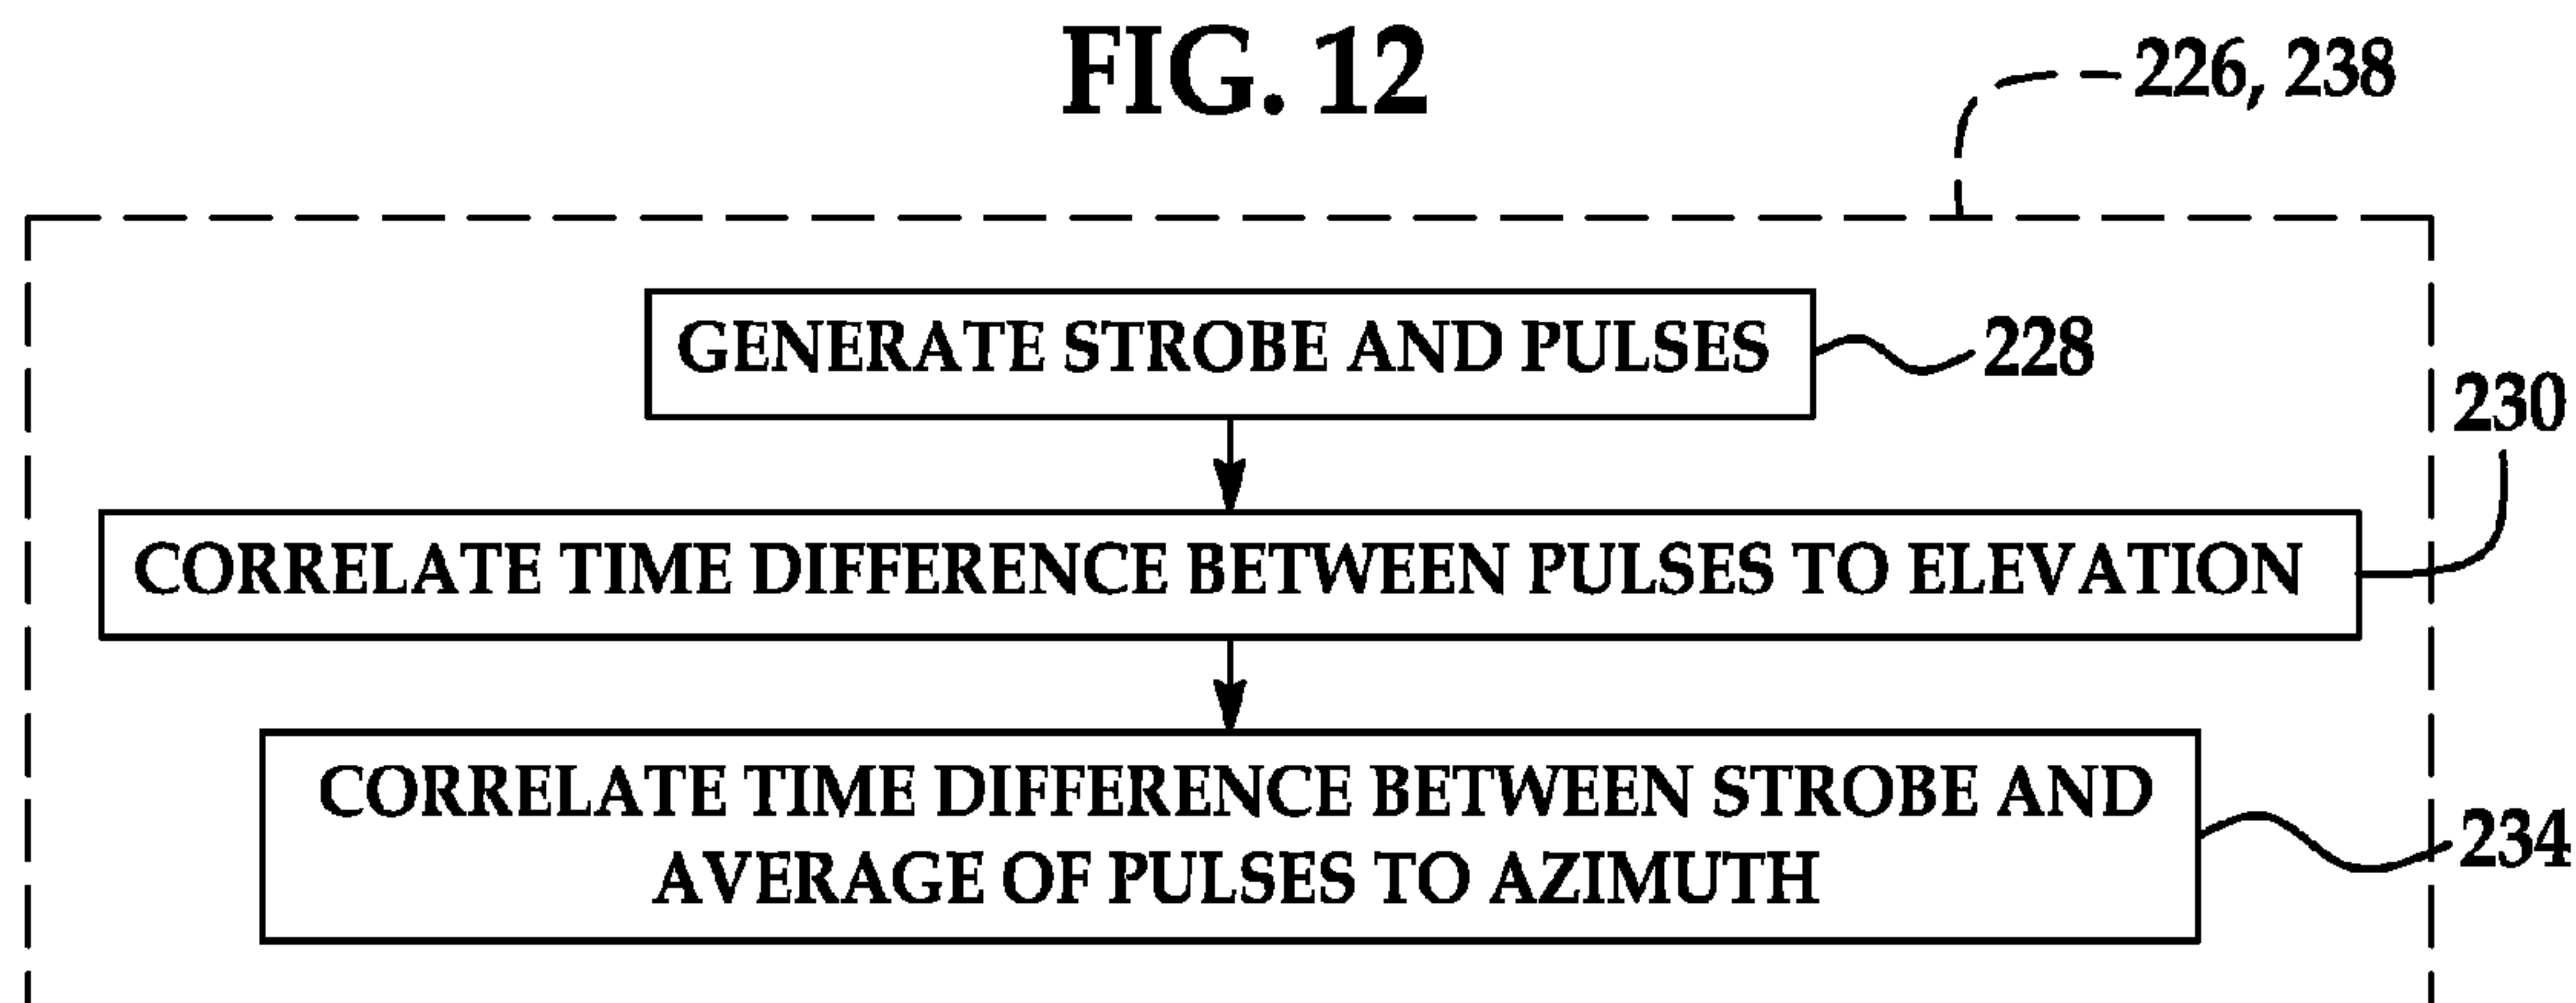 FIG. 12
226, 238
GENERATE STROBE AND PULSES
228
230
CORRELATE TIME DIFFERENCE BETWEEN PULSES TO ELEVATION
CORRELATE TIME DIFFERENCE BETWEEN STROBE AND
AVERAGE OF PULSES TO AZIMUTH
234